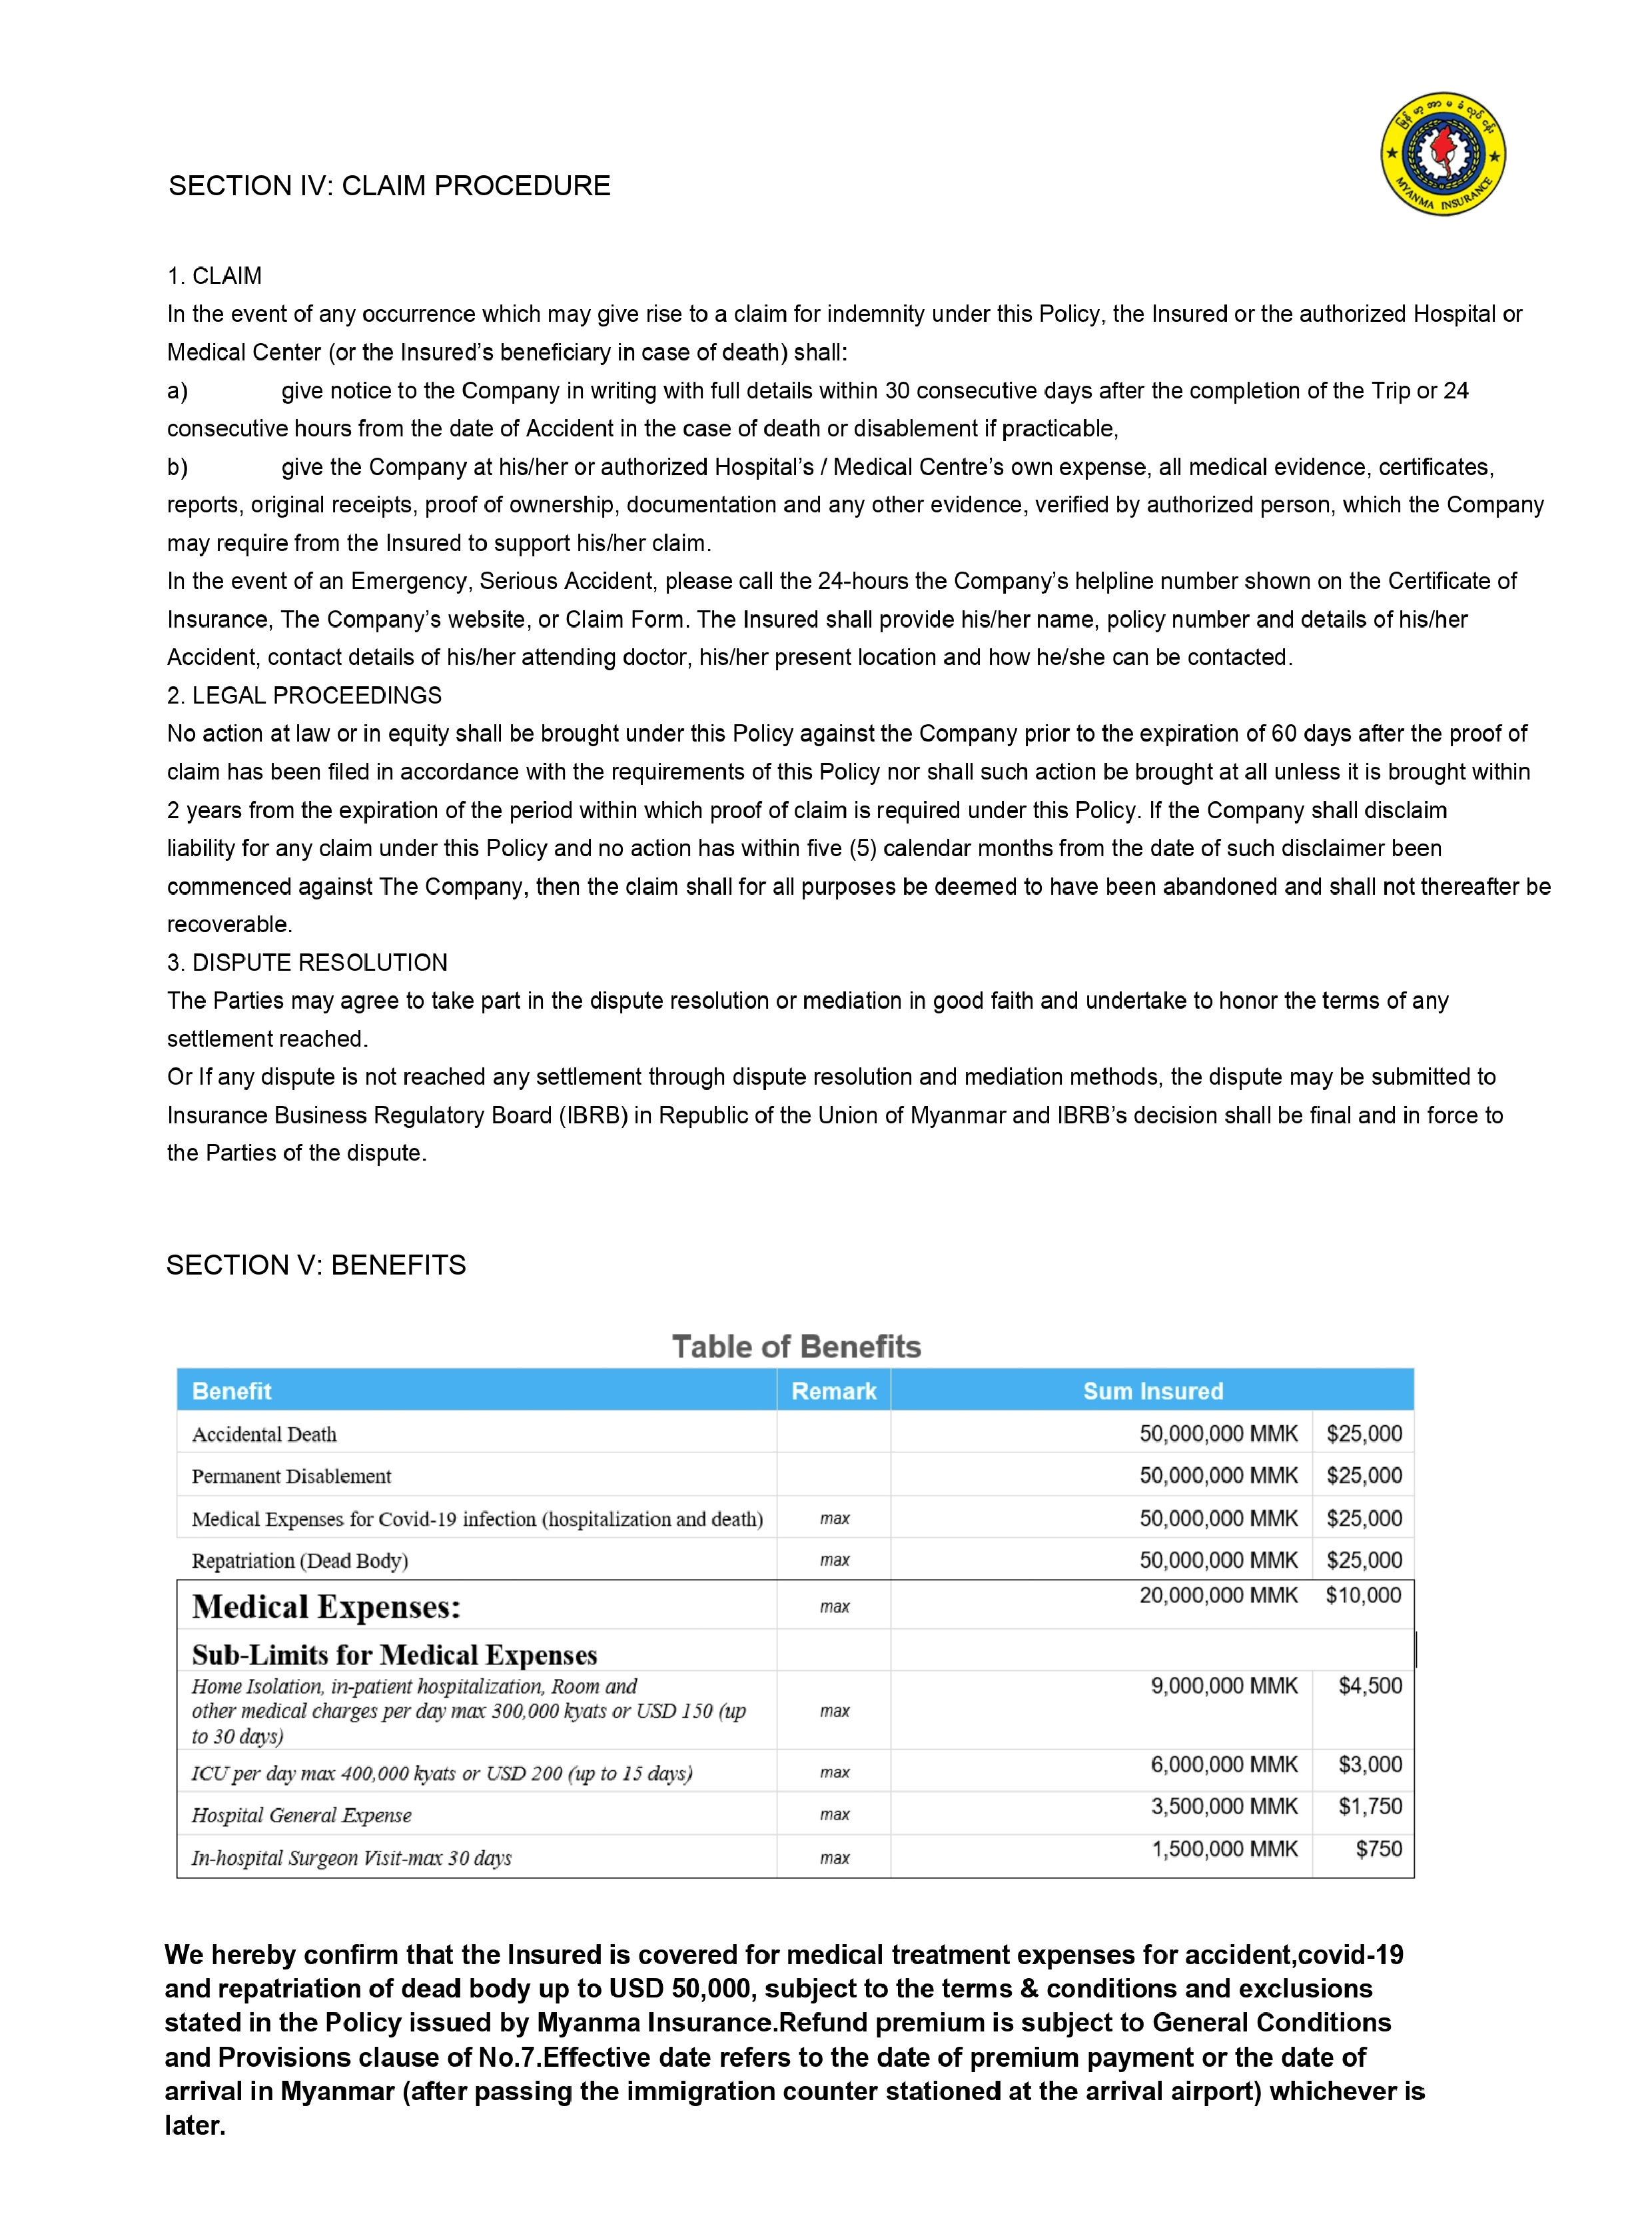 မြန်မာ့အာမခံလုပ်ငန်း
MYANMA INSURANCE
SECTION IV: CLAIM PROCEDURE
1. CLAIM
In the event of any occurrence which may give rise to a claim for indemnity under this Policy, the Insured or the authorized Hospital or
Medical Center (or the Insured’s beneficiary in case of death) shall:
a) give notice to the Company in writing with full details within 30 consecutive days after the completion of the Trip or 24
consecutive hours from the date of Accident in the case of death or disablement if practicable,
b) give the Company at his/her or authorized Hospital’s / Medical Centre’s own expense, all medical evidence, certificates,
reports, original receipts, proof of ownership, documentation and any other evidence, verified by authorized person, which the Company
may require from the Insured to support his/her claim.
In the event of an Emergency, Serious Accident, please call the 24-hours the Company’s helpline number shown on the Certificate of
Insurance, The Company’s website, or Claim Form. The Insured shall provide his/her name, policy number and details of his/her
Accident, contact details of his/her attending doctor, his/her present location and how he/she can be contacted.
2. LEGAL PROCEEDINGS
No action at law or in equity shall be brought under this Policy against the Company prior to the expiration of 60 days after the proof of
claim has been filed in accordance with the requirements of this Policy nor shall such action be brought at all unless it is brought within
2 years from the expiration of the period within which proof of claim is required under this Policy. If the Company shall disclaim
liability for any claim under this Policy and no action has within five (5) calendar months from the date of such disclaimer been
commenced against The Company, then the claim shall for all purposes be deemed to have been abandoned and shall not thereafter be
recoverable.
3. DISPUTE RESOLUTION
The Parties may agree to take part in the dispute resolution or mediation in good faith and undertake to honor the terms of any
settlement reached.
Or If any dispute is not reached any settlement through dispute resolution and mediation methods, the dispute may be submitted to
Insurance Business Regulatory Board (IBRB) in Republic of the Union of Myanmar and IBRB’s decision shall be final and in force to
the Parties of the dispute.
SECTION V: BENEFITS
Table of Benefits
Benefit Remark Sum Insured
Accidental Death 50,000,000 MMK $25,000
Permanent Disablement 50,000,000 MMK $25,000
Medical Expenses for Covid-19 infection (hospitalization and death) max 50,000,000 MMK $25,000
Repatriation (Dead Body) max 50,000,000 MMK $25,000
Medical Expenses: max 20,000,000 MMK $10,000
Sub-Limits for Medical Expenses
Home Isolation, in-patient hospitalization, Room and
other medical charges per day max 300,000 kyats or USD 150 (up
to 30 days) max 9,000,000 MMK $4,500
ICU per day max 400,000 kyats or USD 200 (up to 15 days) max 6,000,000 MMK $3,000
Hospital General Expense max 3,500,000 MMK $1,750
In-hospital Surgeon Visit-max 30 days max 1,500,000 MMK $750
We hereby confirm that the Insured is covered for medical treatment expenses for accident,covid-19
and repatriation of dead body up to USD 50,000, subject to the terms & conditions and exclusions
stated in the Policy issued by Myanma Insurance.Refund premium is subject to General Conditions
and Provisions clause of No.7.Effective date refers to the date of premium payment or the date of
arrival in Myanmar (after passing the immigration counter stationed at the arrival airport) whichever is
later.